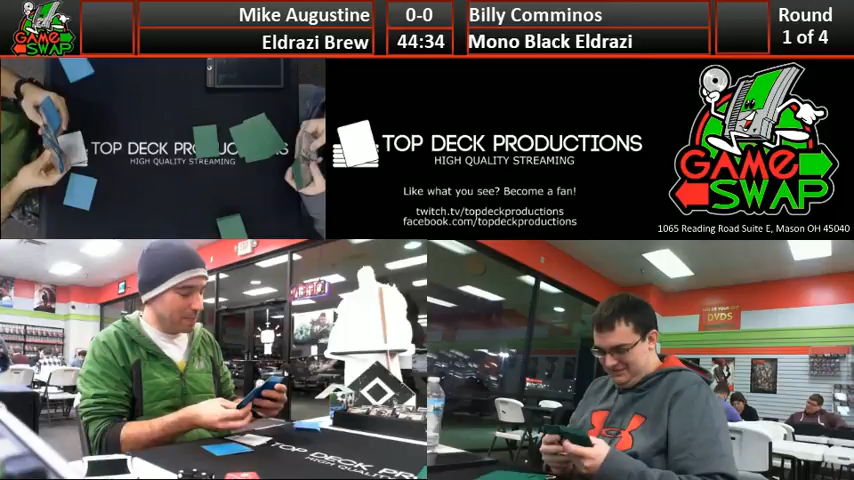 Mike Augustine
0-0
Billy Comminos
Round
Eldrazi Brew
44:34
Mono Black Eldrazi
1 of 4
GAME
SWAP
TOP DECK PRODUCTIONS
HIGH QUALITY STREAMING
TOP DECK PRODUCTIONS
HIGH QUALITY STREAMING
Like what you see? Become a fan!
twitch.tv/topdeckproductions
facebook.com/topdeckproductions
GAME
SWAP
1065 Reading Road Suite E, Mason OH 45040
DVDS
TOP DECK PR
HIGH QUALITY STREAMING